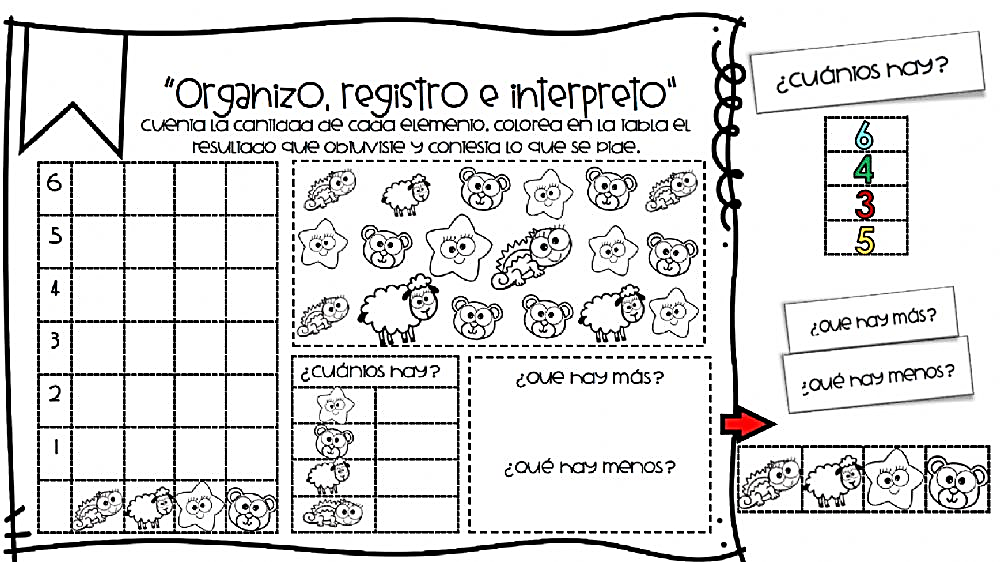 "Organizo, registro e interpreto"
Cuenta la cantidad de cada elemento, colorea en la tabla el
resultado que obtuviste y contesta lo que se pide.
6
5
4
3
2
1
¿Cuántos hay?
¿Que hay más?
¿Qué hay menos?
¿Cuántos hay?
6
4
3
5
¿Que hay más?
¿Qué hay menos?